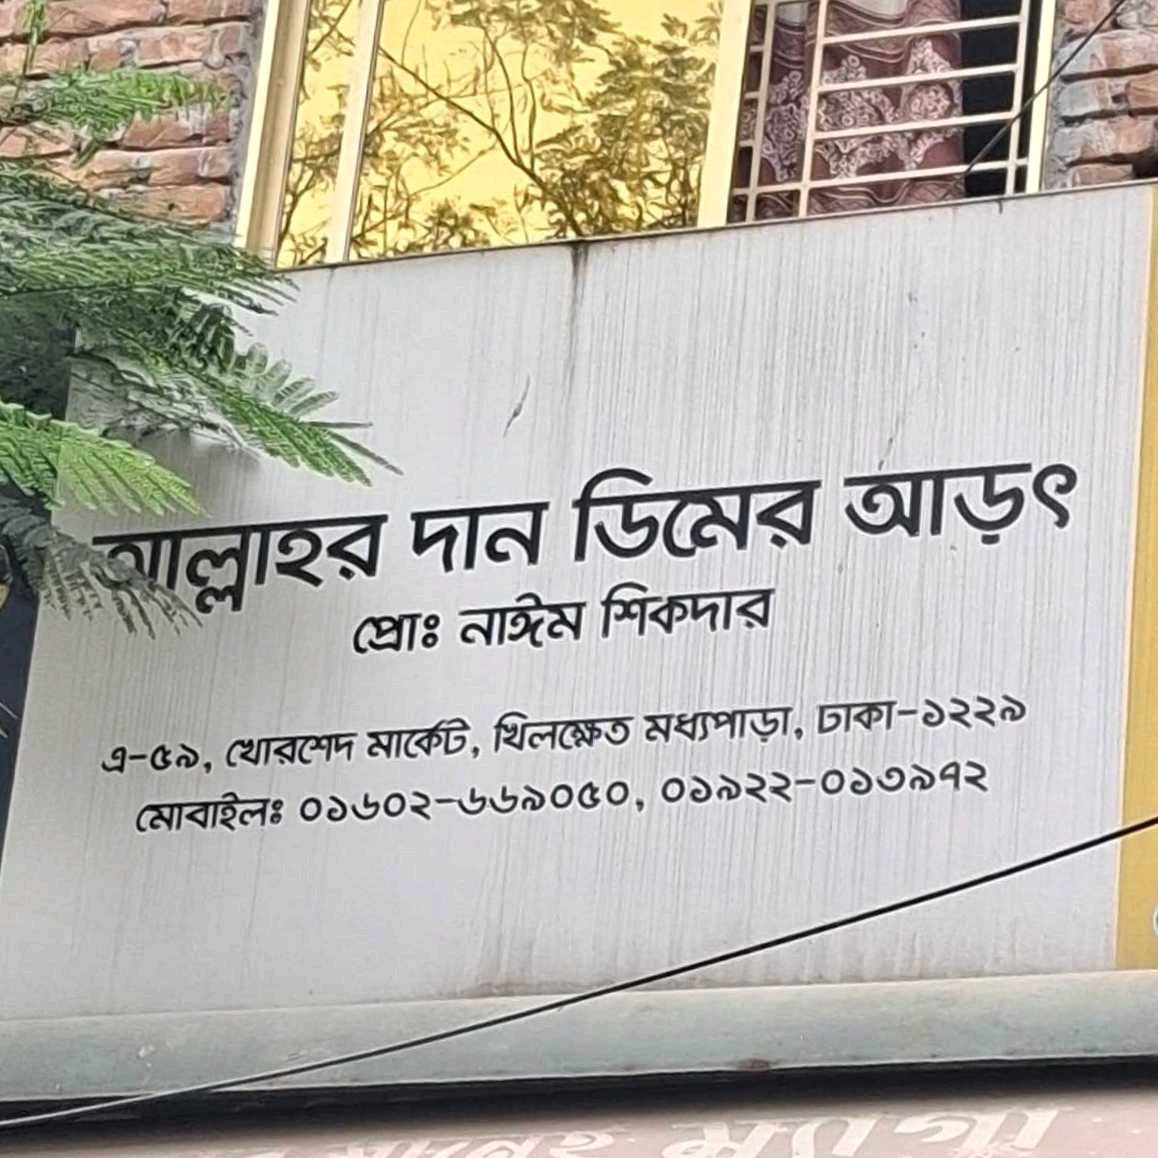 আল্লাহর দান ডিমের আড়ৎ
প্রোঃ নাঈম শিকদার
এ-৫৯, খোরশেদ মার্কেট, খিলক্ষেত মধ্যপাড়া, ঢাকা-১২২৯
মোবাইলঃ ০১৬০২-৬৬৯০৫০, ০১৯২২-০১৩৯৭২